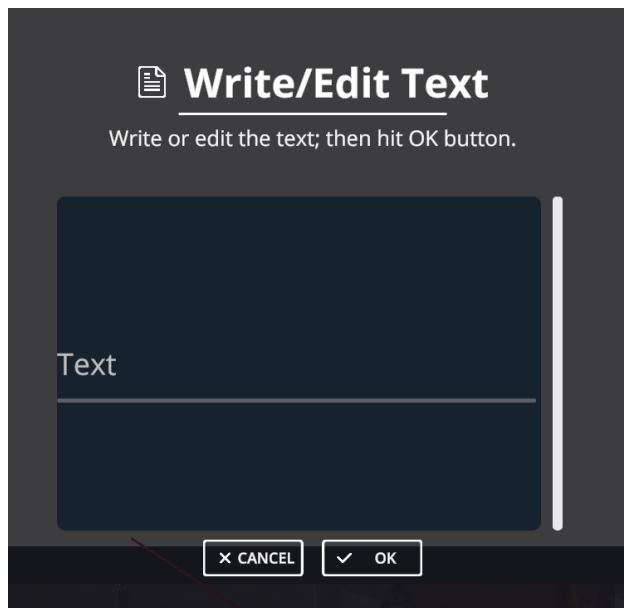 Write/Edit Text
Write or edit the text; then hit OK button.
Text
CANCEL OK